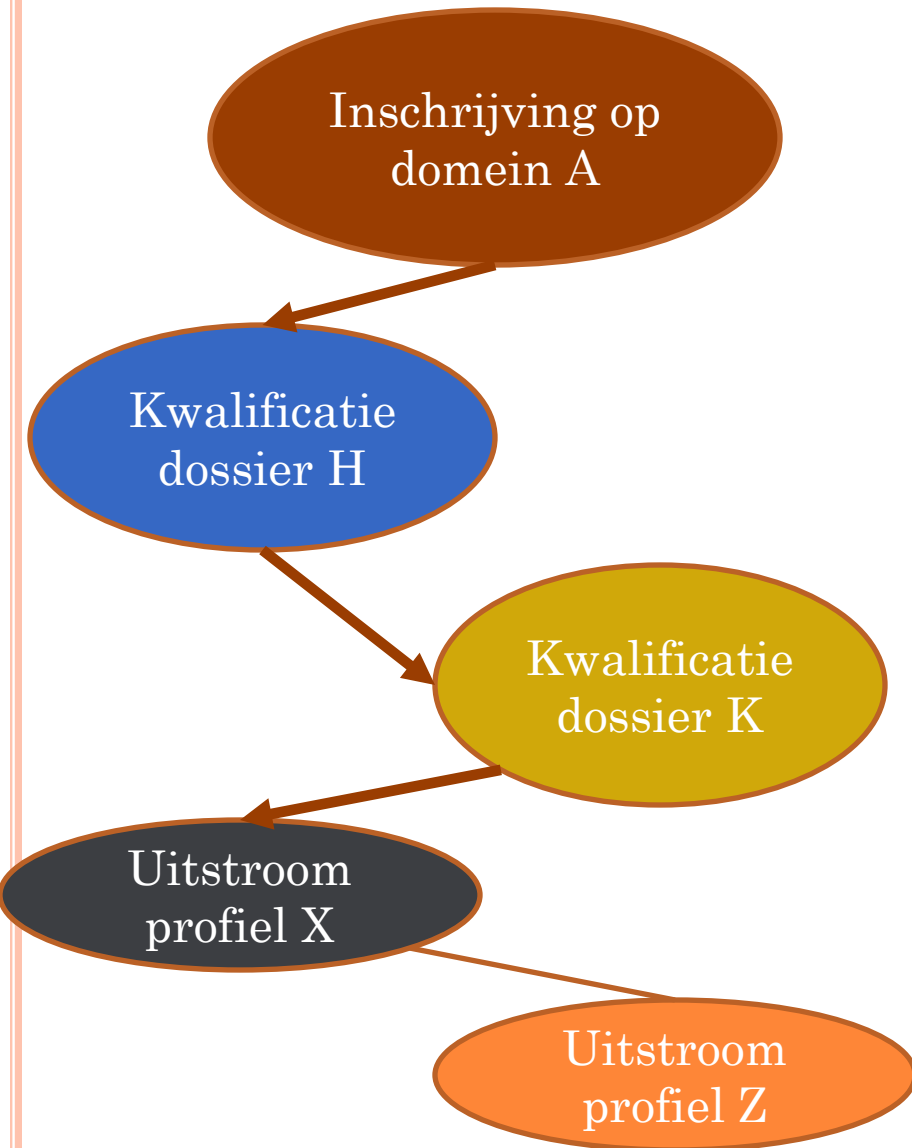 Inschrijving op
domein A
Kwalificatie
dossier H
Kwalificatie
dossier K
Uitstroom
profiel X
Uitstroom
profiel Z